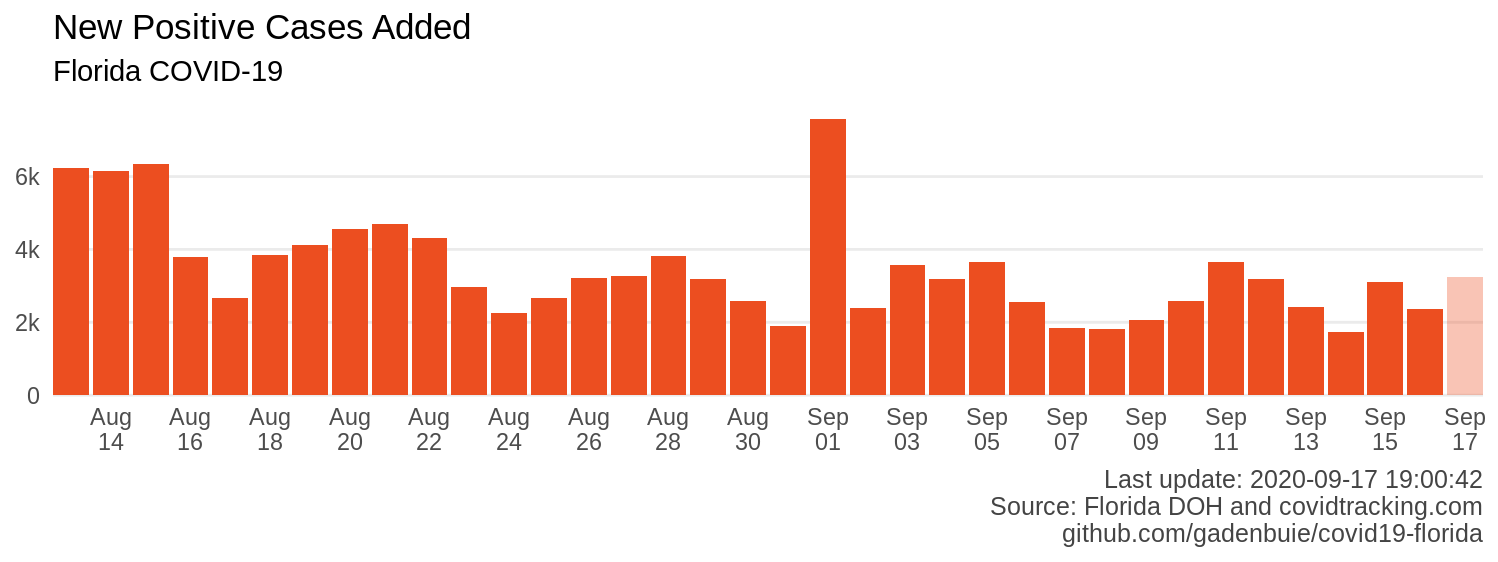 New Positive Cases Added
Florida COVID-19
6k
4k
2k
0
Aug Aug Aug Aug Aug Aug Aug Aug Aug Sep Sep Sep Sep Sep Sep Sep Sep Sep
14 16 18 20 22 24 26 28 30 01 03 05 07 09 11 13 15 17
Last update: 2020-09-17 19:00:42
Source: Florida DOH and covidtracking.com
github.com/gadenbuie/covid19-florida